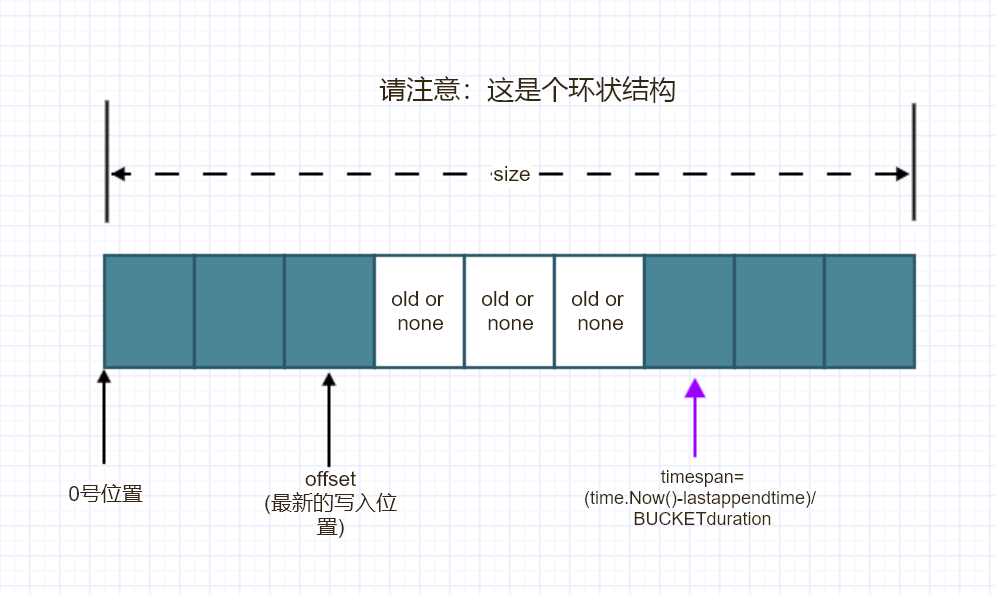 请注意：这是个环状结构
size
old or
none
old or
none
old or
none
0号位置
offset
(最新的写入位
置)
timespan=
(time.Now()-lastappendtime)/
BUCKETduration